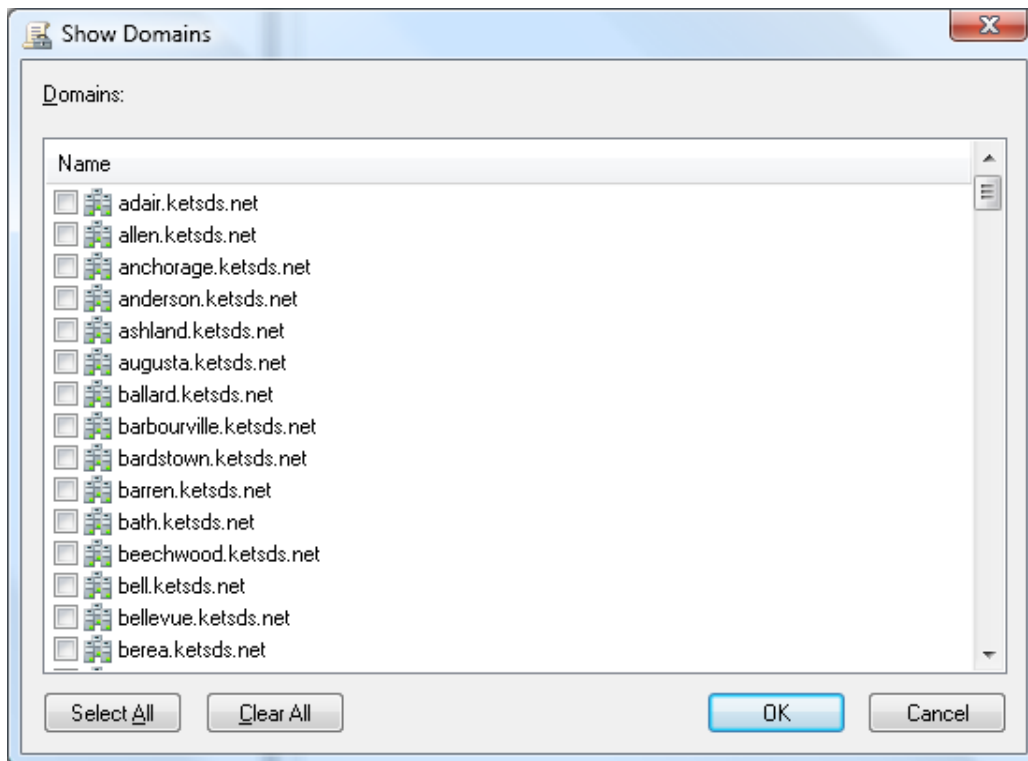 Show Domains
Domains:
Name
adair.ketsds.net
allen.ketsds.net
anchorage.ketsds.net
anderson.ketsds.net
ashland.ketsds.net
augusta.ketsds.net
ballard.ketsds.net
barbourville.ketsds.net
bardstown.ketsds.net
barren.ketsds.net
bath.ketsds.net
beechwood.ketsds.net
bell.ketsds.net
bellevue.ketsds.net
berea.ketsds.net
Select All Clear All OK Cancel